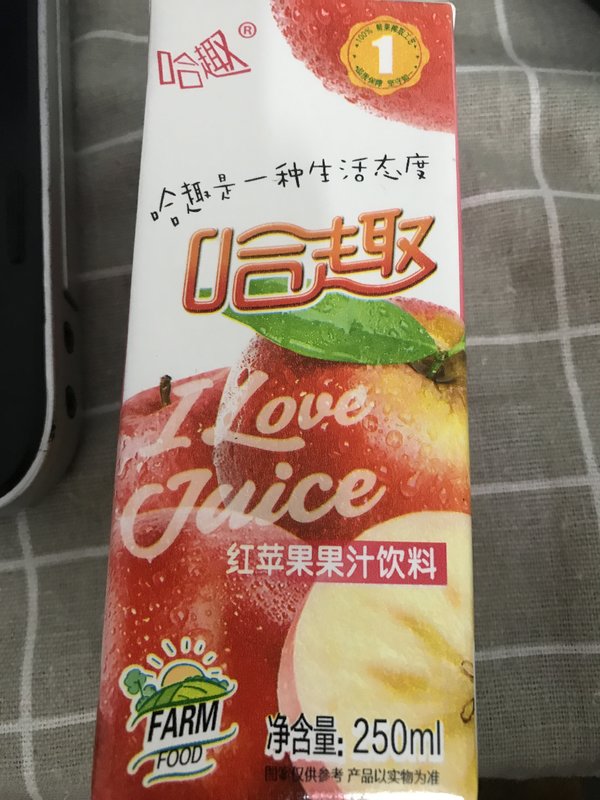 哈趣®
1
哈趣是一种生活态度
哈趣
I Love
Juice
红苹果果汁饮料
FARM
FOOD
净含量: 250ml
图案仅供参考 产品以实物为准